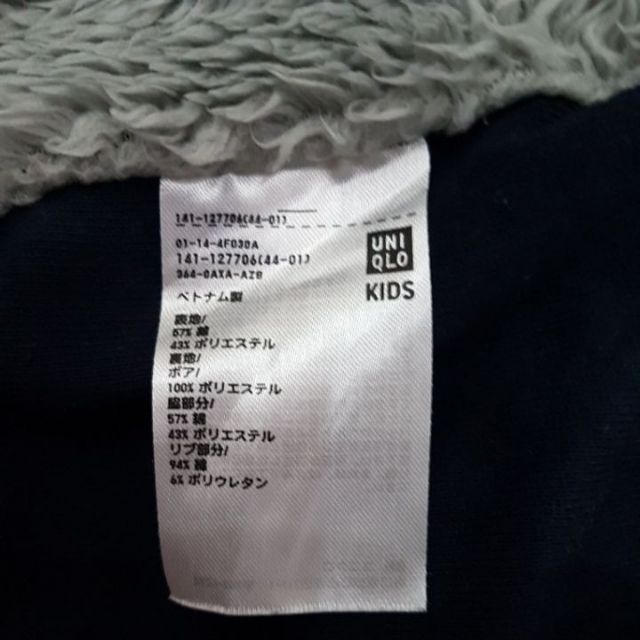 141-127706(44-01)
01-14-4F030A
141-127706(44-01)
364-0AXA-AZ0
UNI
QLO
KIDS
ベトナム製
表地/
57% 綿
43% ポリエステル
裏地/
ボア/
100% ポリエステル
脇部分/
57% 綿
43% ポリエステル
リブ部分/
94% 綿
6% ポリウレタン